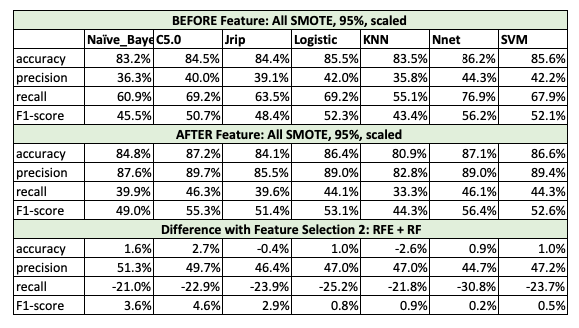 BEFORE Feature: All SMOTE, 95%, scaled
Naïve_Baye C5.0 Jrip Logistic KNN Nnet SVM
accuracy 83.2% 84.5% 84.4% 85.5% 83.5% 86.2% 85.6%
precision 36.3% 40.0% 39.1% 42.0% 35.8% 44.3% 42.2%
recall 60.9% 69.2% 63.5% 69.2% 55.1% 76.9% 67.9%
F1-score 45.5% 50.7% 48.4% 52.3% 43.4% 56.2% 52.1%
AFTER Feature: All SMOTE, 95%, scaled
accuracy 84.8% 87.2% 84.1% 86.4% 80.9% 87.1% 86.6%
precision 87.6% 89.7% 85.5% 89.0% 82.8% 89.0% 89.4%
recall 39.9% 46.3% 39.6% 44.1% 33.3% 46.1% 44.3%
F1-score 49.0% 55.3% 51.4% 53.1% 44.3% 56.4% 52.6%
Difference with Feature Selection 2: RFE + RF
accuracy 1.6% 2.7% -0.4% 1.0% -2.6% 0.9% 1.0%
precision 51.3% 49.7% 46.4% 47.0% 47.0% 44.7% 47.2%
recall -21.0% -22.9% -23.9% -25.2% -21.8% -30.8% -23.7%
F1-score 3.6% 4.6% 2.9% 0.8% 0.9% 0.2% 0.5%